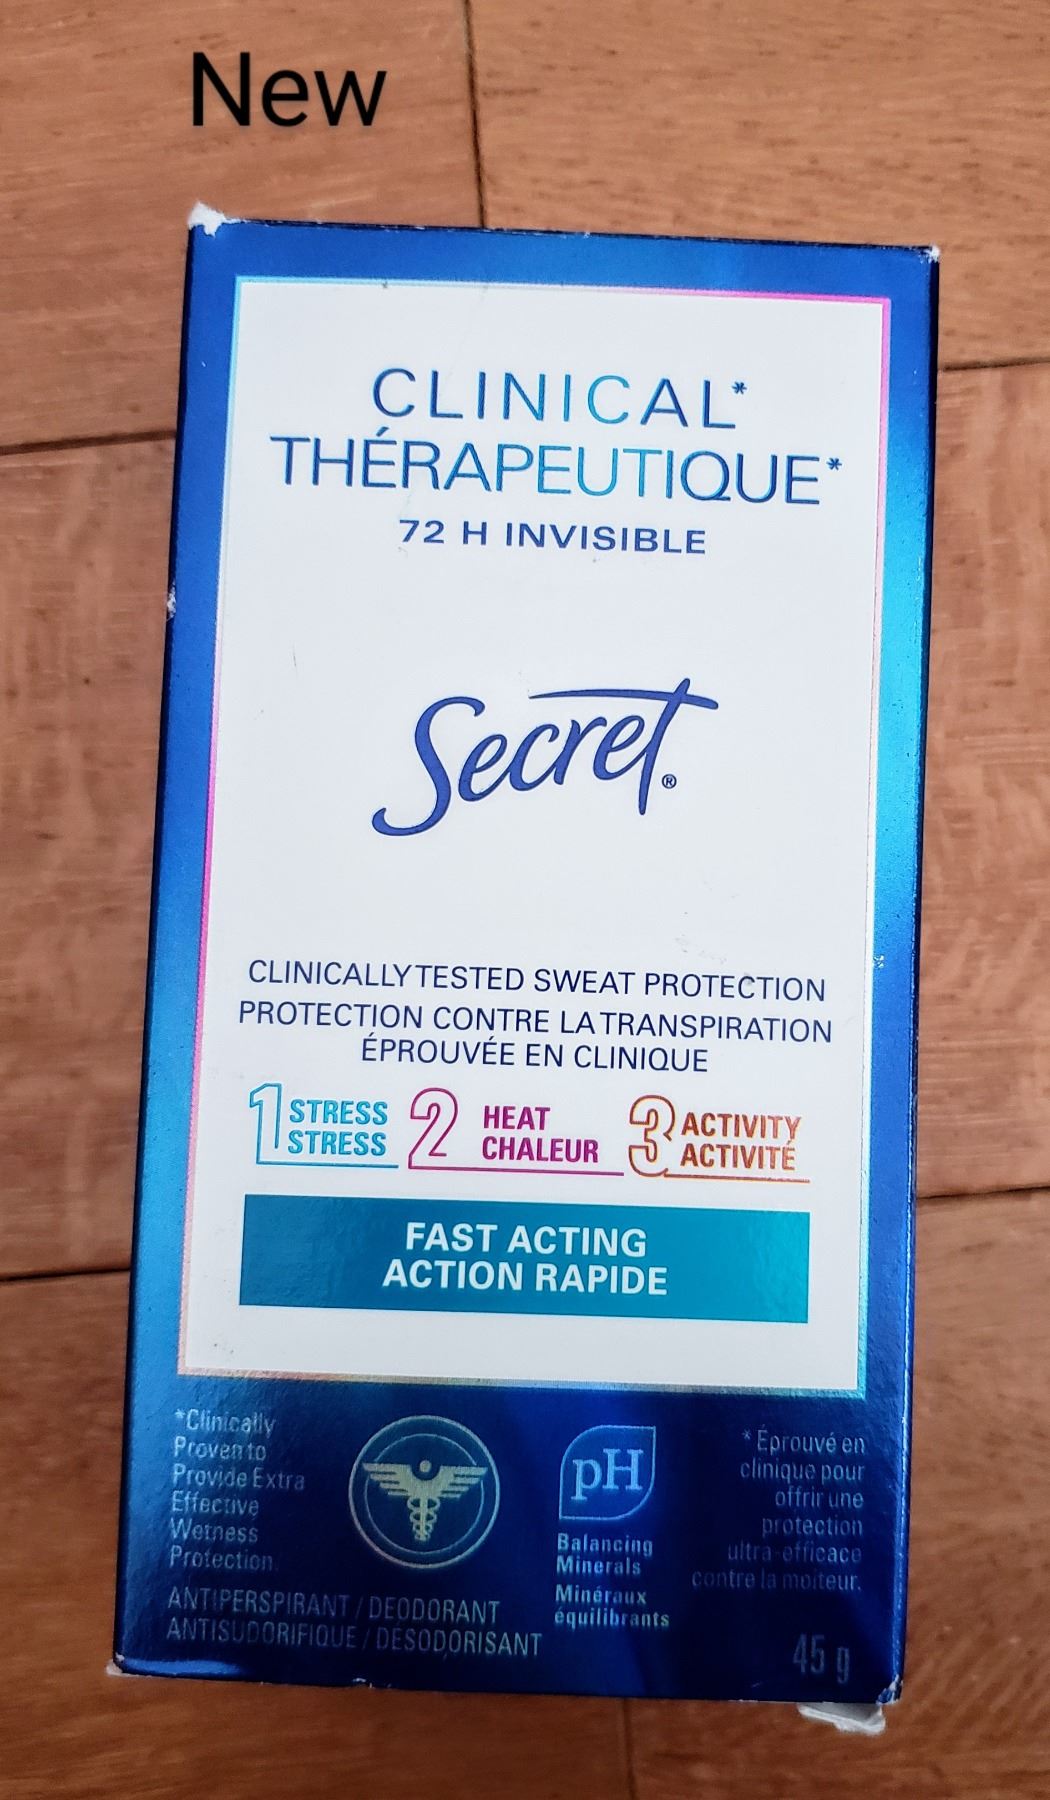 New
CLINICAL*
THÉRAPEUTIQUE*
72 H INVISIBLE
Secret®
CLINICALLY TESTED SWEAT PROTECTION
PROTECTION CONTRE LA TRANSPIRATION
ÉPROUVÉE EN CLINIQUE
1 STRESS
STRESS
2 HEAT
CHALEUR
3 ACTIVITY
ACTIVITÉ
FAST ACTING
ACTION RAPIDE
*Clinically
Proven to
Provide Extra
Effective
Wetness
Protection.
pH
Balancing
Minerals
Minéraux
équilibrants
* Éprouvé en
clinique pour
offrir une
protection
ultra-efficace
contre la moiteur.
ANTIPERSPIRANT / DEODORANT
ANTISUDORIFIQUE / DÉSODORISANT
45 g